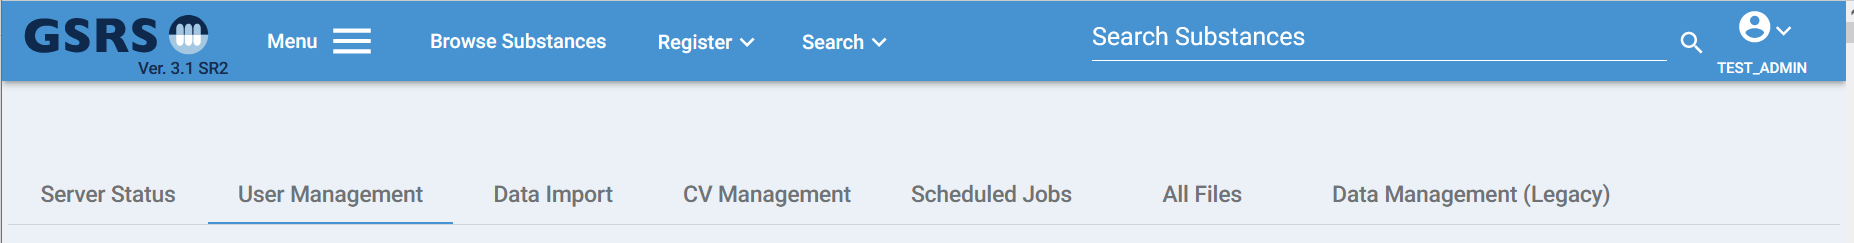 GSRS
Ver. 3.1 SR2
Menu
Browse Substances
Register
Search
Search Substances
TEST_ADMIN
Server Status
User Management
Data Import
CV Management
Scheduled Jobs
All Files
Data Management (Legacy)